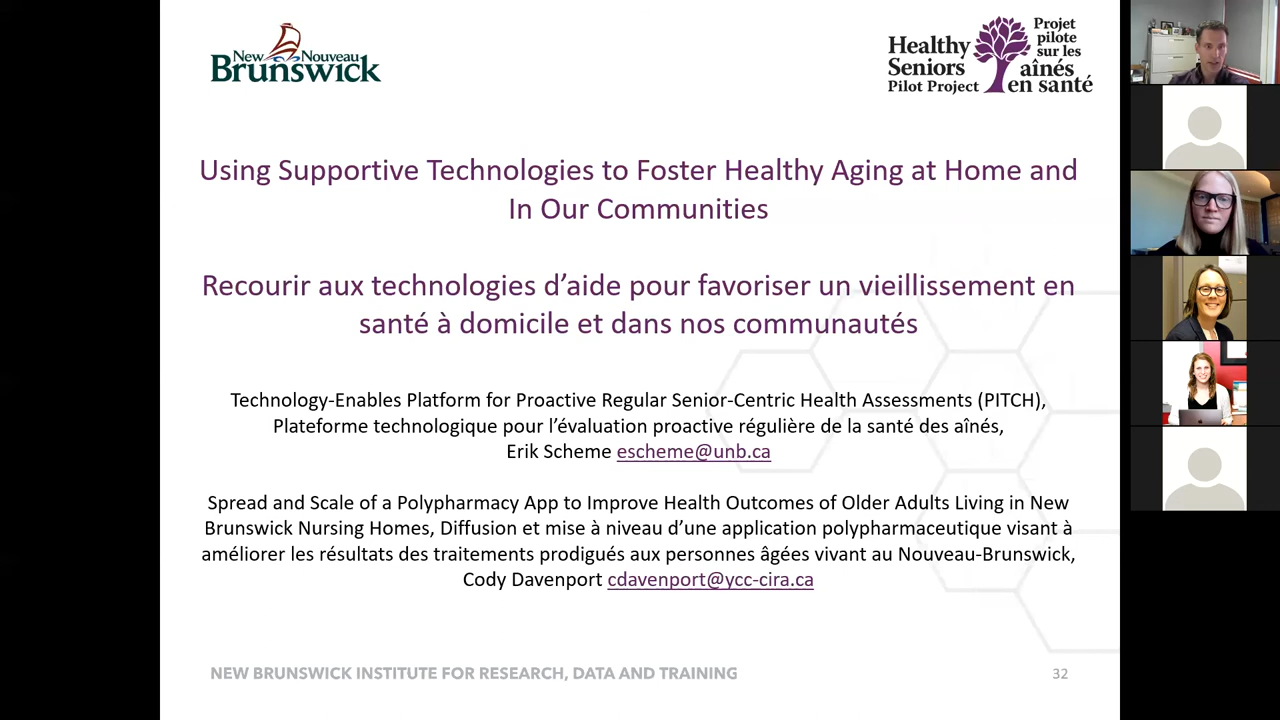 New Nouveau
Brunswick
Healthy
Seniors
Pilot Project
Projet
pilote
sur les
aînés
en santé
Using Supportive Technologies to Foster Healthy Aging at Home and
In Our Communities
Recourir aux technologies d’aide pour favoriser un vieillissement en
santé à domicile et dans nos communautés
Technology-Enables Platform for Proactive Regular Senior-Centric Health Assessments (PITCH),
Plateforme technologique pour l’évaluation proactive régulière de la santé des aînés,
Erik Scheme escheme@unb.ca
Spread and Scale of a Polypharmacy App to Improve Health Outcomes of Older Adults Living in New
Brunswick Nursing Homes, Diffusion et mise à niveau d’une application polypharmaceutique visant à
améliorer les résultats des traitements prodigués aux personnes âgées vivant au Nouveau-Brunswick,
Cody Davenport cdavenport@ycc-cira.ca
NEW BRUNSWICK INSTITUTE FOR RESEARCH, DATA AND TRAINING
32